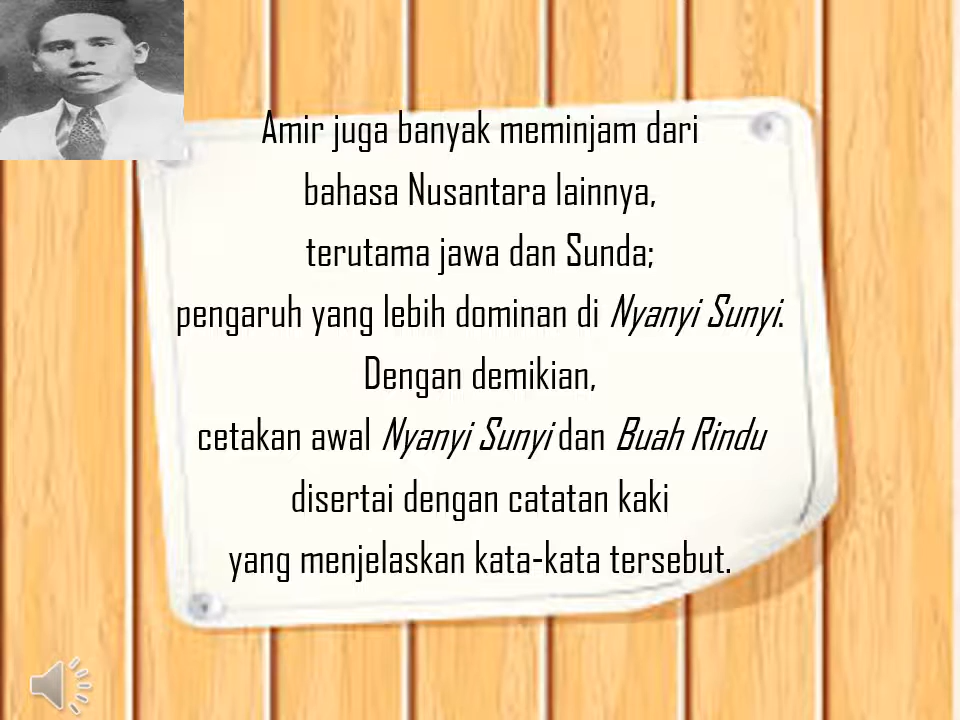 Amir juga banyak meminjam dari
bahasa Nusantara lainnya,
terutama jawa dan Sunda;
pengaruh yang lebih dominan di Nyanyi Sunyi.
Dengan demikian,
cetakan awal Nyanyi Sunyi dan Buah Rindu
disertai dengan catatan kaki
yang menjelaskan kata-kata tersebut.